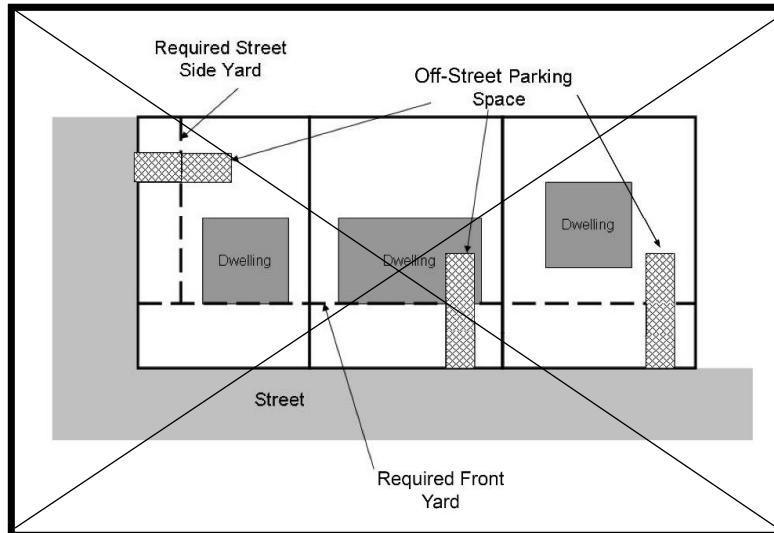 Required Street
Side Yard
Off-Street Parking
Space
Dwelling
Dwelling
Dwelling
Street
Required Front
Yard